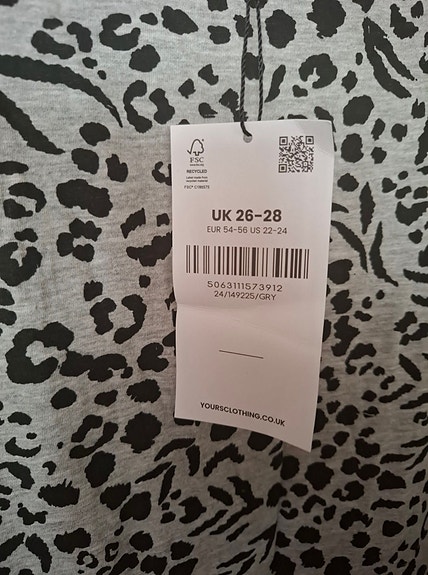 FSC
RECYCLED
UK 26-28
EUR 54-56 US 22-24
5063111573912
24/149225/GRY
YOURSCLOTHING.CO.UK